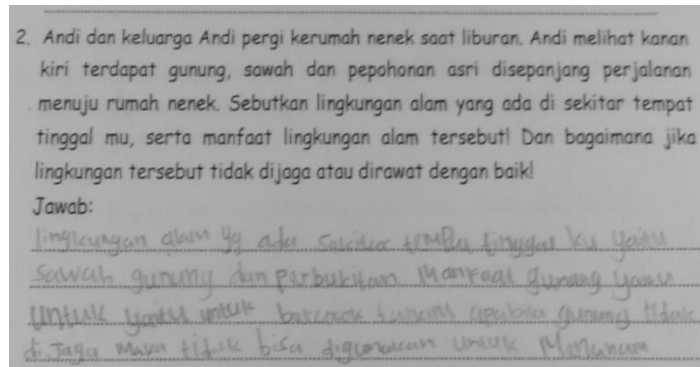 2. Andi dan keluarga Andi pergi kerumah nenek saat liburan. Andi melihat kanan
kiri terdapat gunung, sawah dan pepohonan asri disepanjang perjalanan
menuju rumah nenek. Sebutkan lingkungan alam yang ada di sekitar tempat
tinggal mu, serta manfaat lingkungan alam tersebut! Dan bagaimana jika
lingkungan tersebut tidak dijaga atau dirawat dengan baik!
Jawab:
lingkungan alam yg ada tinggal ku yaitu
sawah gunung dan perbukitan Manfaat gunung
untuk yaitu untuk bercocok tanam apabila gunung tidak
di Jaga maka tidak bisa digunakan untuk Menanam